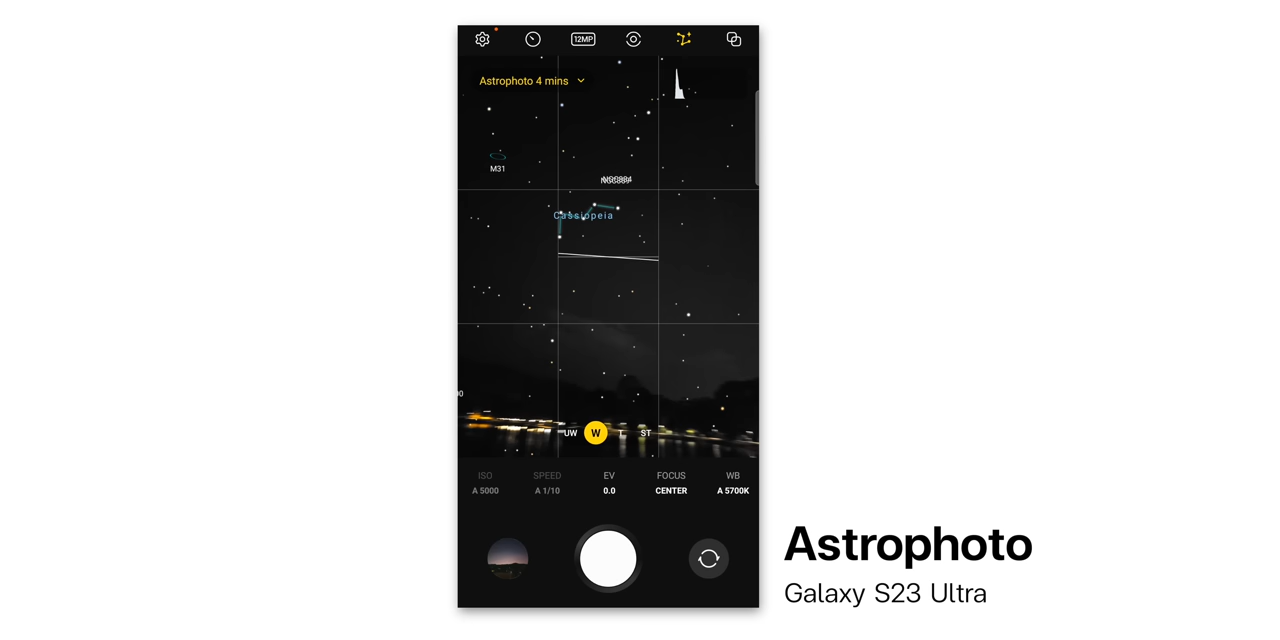 12MP
Astrophoto 4 mins
M31
Cassiopeia
UW W T ST
ISO SPEED EV FOCUS WB
A 5000 A 1/10 0.0 CENTER A 5700K
Astrophoto
Galaxy S23 Ultra